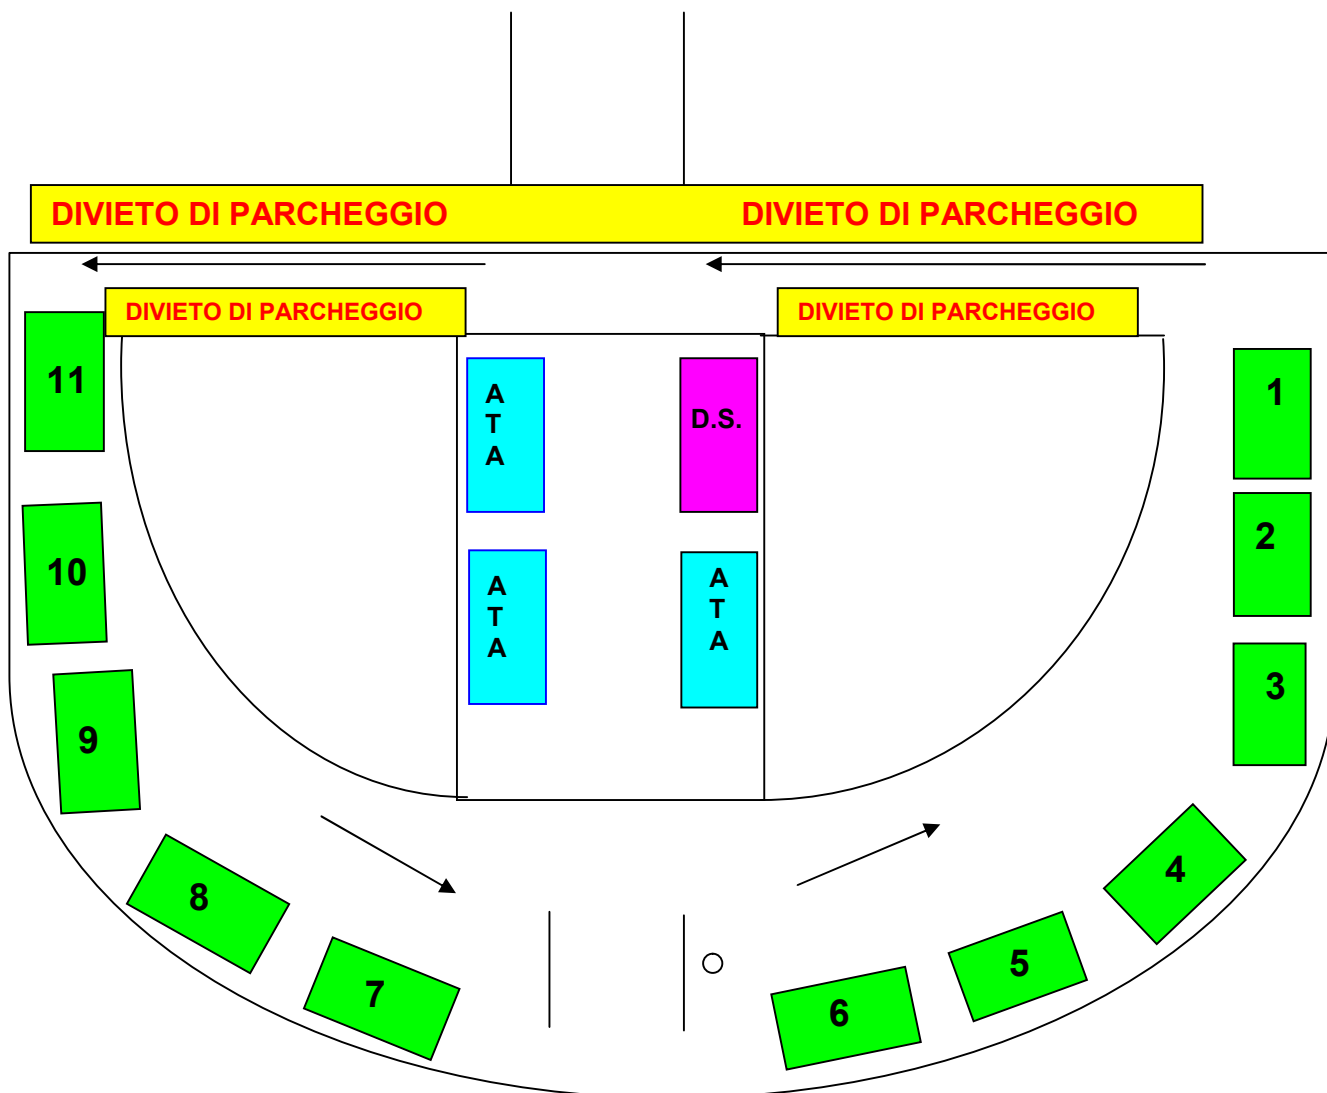 DIVIETO DI PARCHEGGIO DIVIETO DI PARCHEGGIO
DIVIETO DI PARCHEGGIO DIVIETO DI PARCHEGGIO
11
A
T
A
D.S.
1
2
10
A
T
A
A
T
A
3
9
4
8
5
7
6